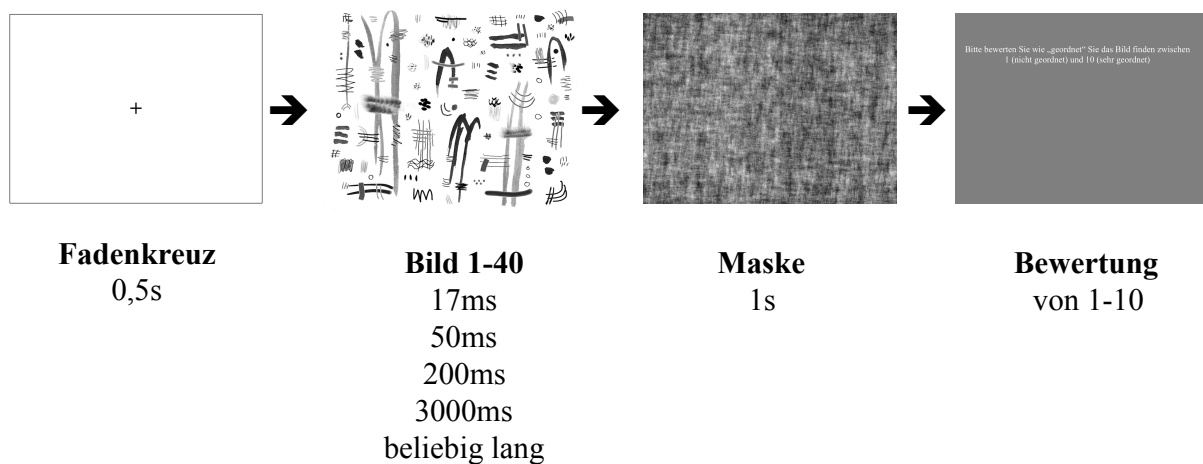 +
Bitte bewerten Sie wie „geordnet“ Sie das Bild finden zwischen
1 (nicht geordnet) und 10 (sehr geordnet)
Fadenkreuz
0,5s
Bild 1-40
17ms
50ms
200ms
3000ms
beliebig lang
Maske
1s
Bewertung
von 1-10